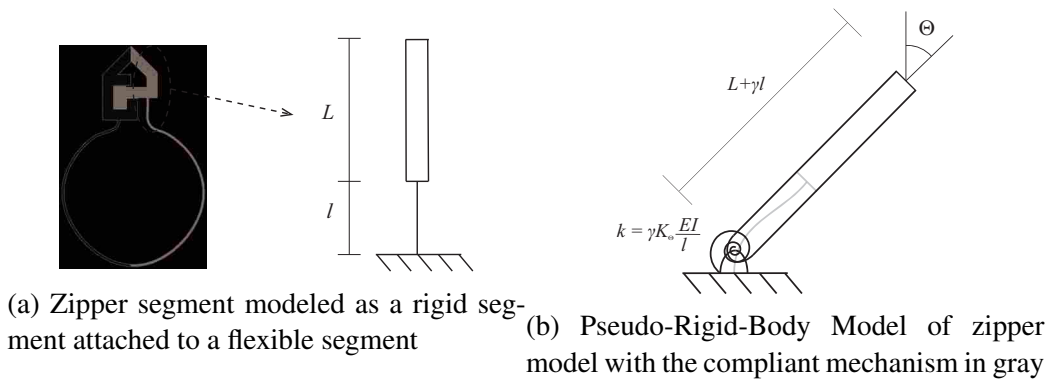 L
l
L+γl
Θ
k = γK_Θ EI/l
(a) Zipper segment modeled as a rigid seg-
ment attached to a flexible segment
(b) Pseudo-Rigid-Body Model of zipper
model with the compliant mechanism in gray